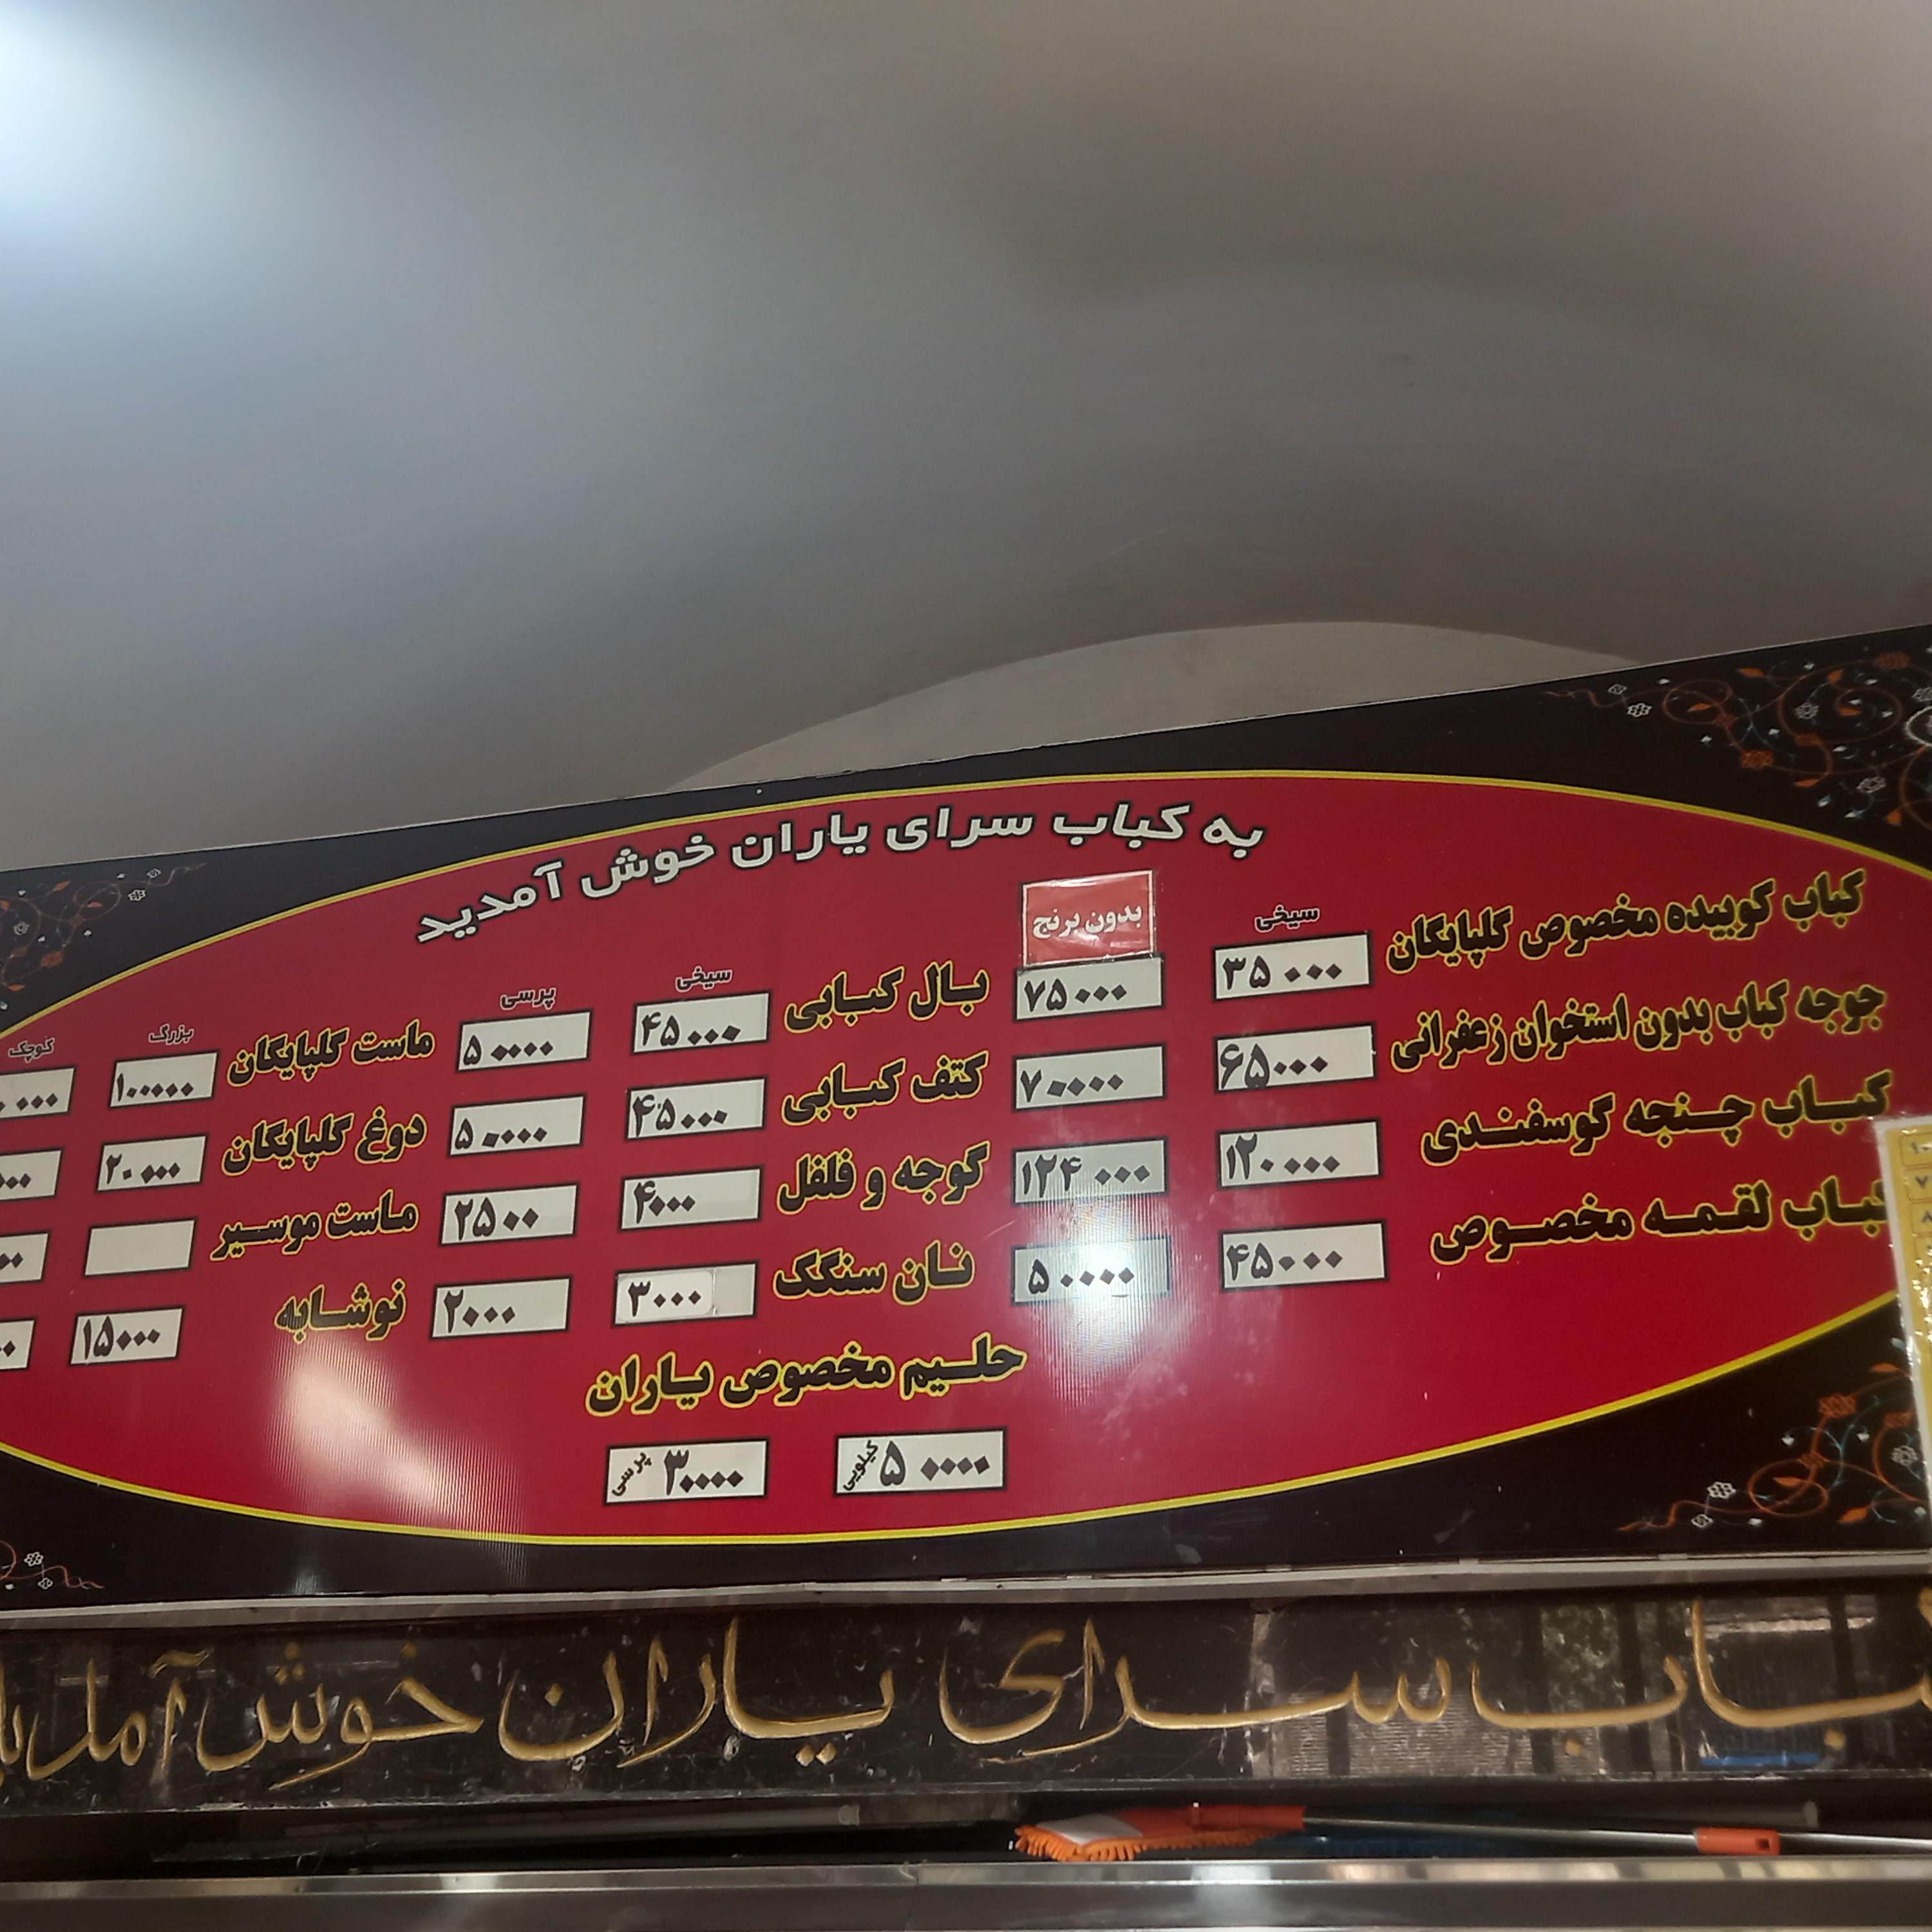 به کباب سرای یاران خوش آمدید
سیخی
بدون برنج
کباب کوبیده مخصوص گلپایگان ۳۵۰۰۰ ۷۵۰۰۰
جوجه کباب بدون استخوان زعفرانی ۶۵۰۰۰ ۷۰۰۰۰
کباب چنجه گوسفندی ۱۲۰۰۰۰ ۱۲۴۰۰۰
کباب لقمه مخصوص ۴۵۰۰۰ ۵۰۰۰۰
سیخی پرسی
بال کبابی ۴۵۰۰۰ ۵۰۰۰۰
کتف کبابی ۴۵۰۰۰ ۵۰۰۰۰
گوجه و فلفل ۴۰۰۰ ۲۵۰۰
نان سنگک ۳۰۰۰ ۲۰۰۰
بزرگ کوچک
ماست گلپایگان ۱۰۰۰۰۰
دوغ گلپایگان ۲۰۰۰۰
ماست موسیر
نوشابه ۱۵۰۰۰
حلیم مخصوص یاران
۵۰۰۰۰ کیلویی ۳۰۰۰۰ پرسی
سرای یاران خوش